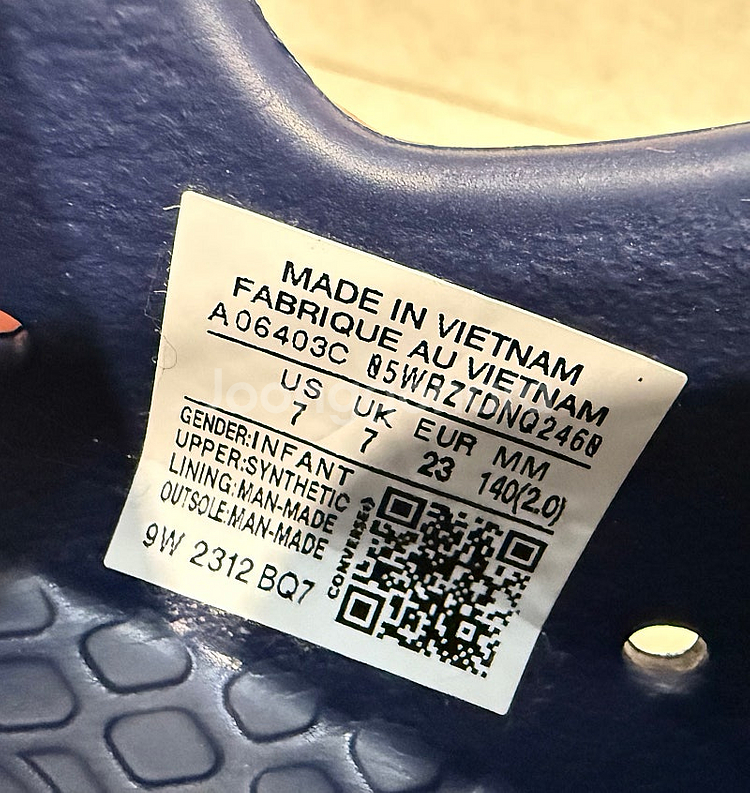 MADE IN VIETNAM
FABRIQUE AU VIETNAM
A06403C 05WRZTDNQ2460
US UK EUR MM
7 7 23 140(2.0)
GENDER:INFANT
UPPER:SYNTHETIC
LINING:MAN-MADE
OUTSOLE:MAN-MADE
9W 2312 BQ7
CONVERSE